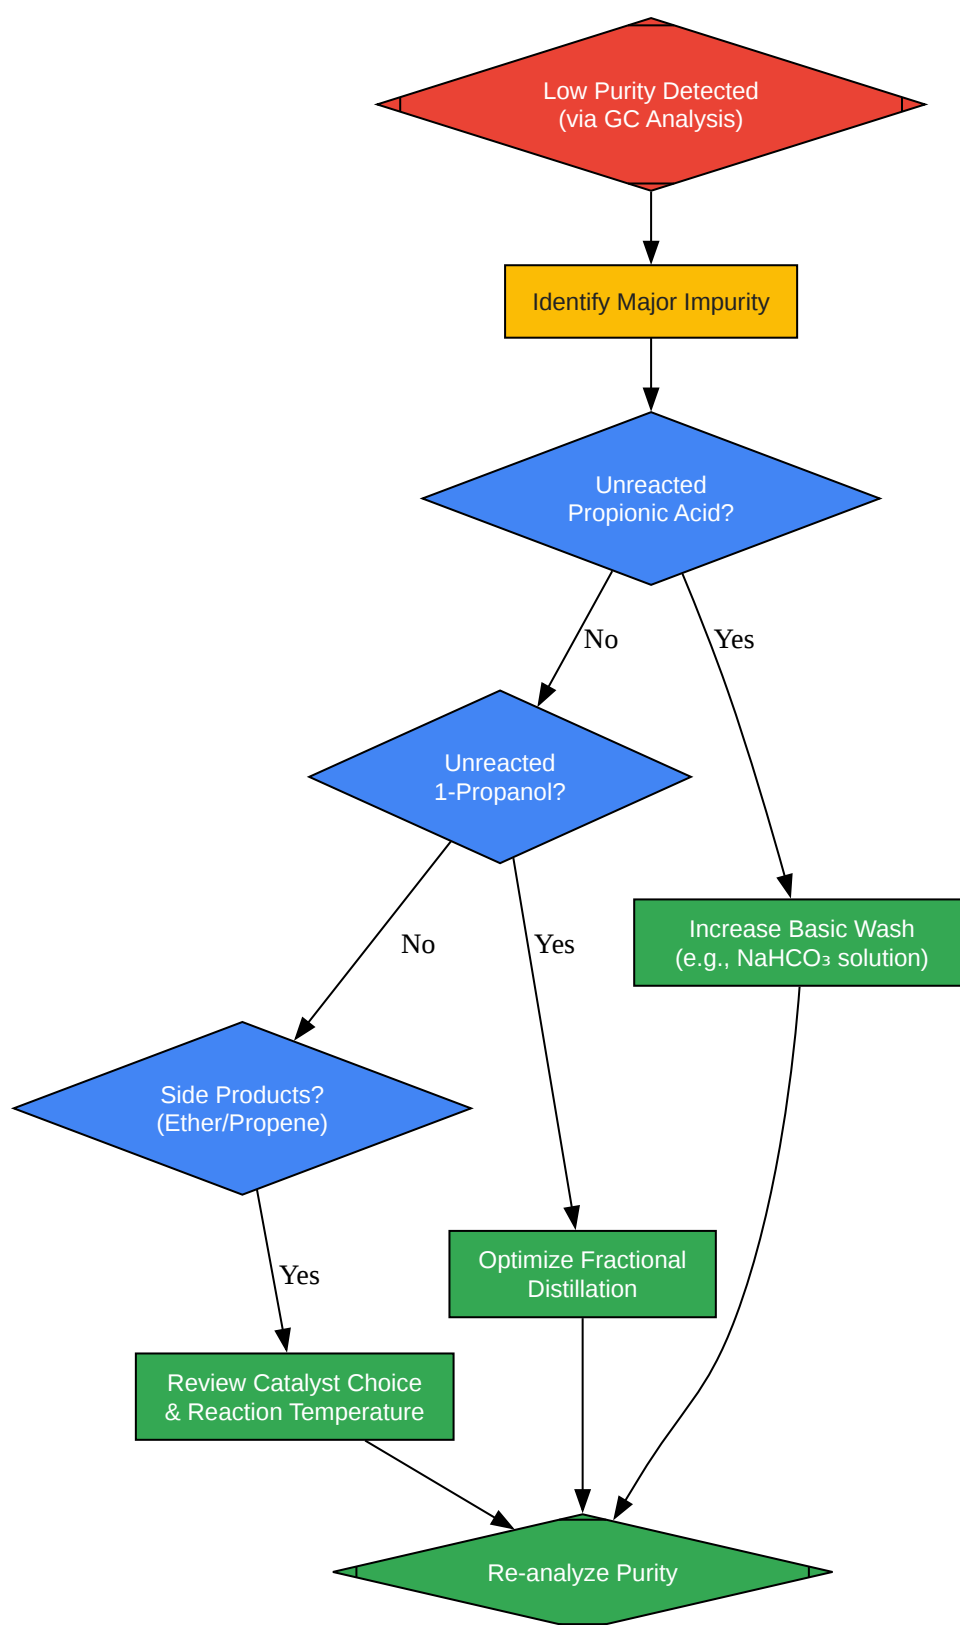 Low Purity Detected
(via GC Analysis)
Identify Major Impurity
Unreacted
Propionic Acid?
No
Yes
Unreacted
1-Propanol?
Increase Basic Wash
(e.g., NaHCO₃ solution)
No
Yes
Side Products?
(Ether/Propene)
Optimize Fractional
Distillation
Yes
Review Catalyst Choice
& Reaction Temperature
Re-analyze Purity